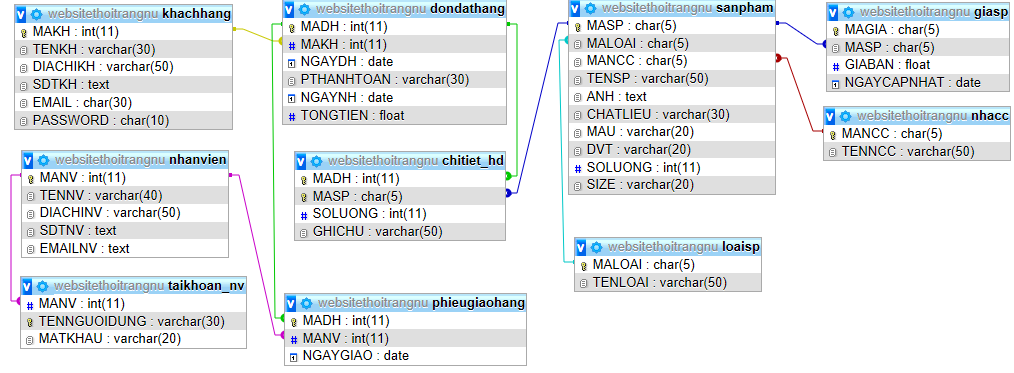 websitethoitrangnu khachhang
MAKH : int(11)
TENKH : varchar(30)
DIACHIKH : varchar(50)
SDTKH : text
EMAIL : char(30)
PASSWORD : char(10)
websitethoitrangnu dondathang
MADH : int(11)
MAKH : int(11)
NGAYDH : date
PTHANHTOAN : varchar(30)
NGAYNH : date
TONGTIEN : float
websitethoitrangnu sanpham
MASP : char(5)
MALOAI : char(5)
MANCC : char(5)
TENSP : varchar(50)
ANH : text
CHATLIEU : varchar(30)
MAU : varchar(20)
DVT : varchar(20)
SOLUONG : int(11)
SIZE : varchar(20)
websitethoitrangnu giasp
MAGIA : char(5)
MASP : char(5)
GIABAN : float
NGAYCAPNHAT : date
websitethoitrangnu nhacc
MANCC : char(5)
TENNCC : varchar(50)
websitethoitrangnu nhanvien
MANV : int(11)
TENNV : varchar(40)
DIACHINV : varchar(50)
SDTNV : text
EMAILNV : text
websitethoitrangnu chitiet_hd
MADH : int(11)
MASP : char(5)
SOLUONG : int(11)
GHICHU : varchar(50)
websitethoitrangnu loaisp
MALOAI : char(5)
TENLOAI : varchar(50)
websitethoitrangnu taikhoan_nv
MANV : int(11)
TENNGUOIDUNG : varchar(30)
MATKHAU : varchar(20)
websitethoitrangnu phieugiaohang
MADH : int(11)
MANV : int(11)
NGAYGIAO : date